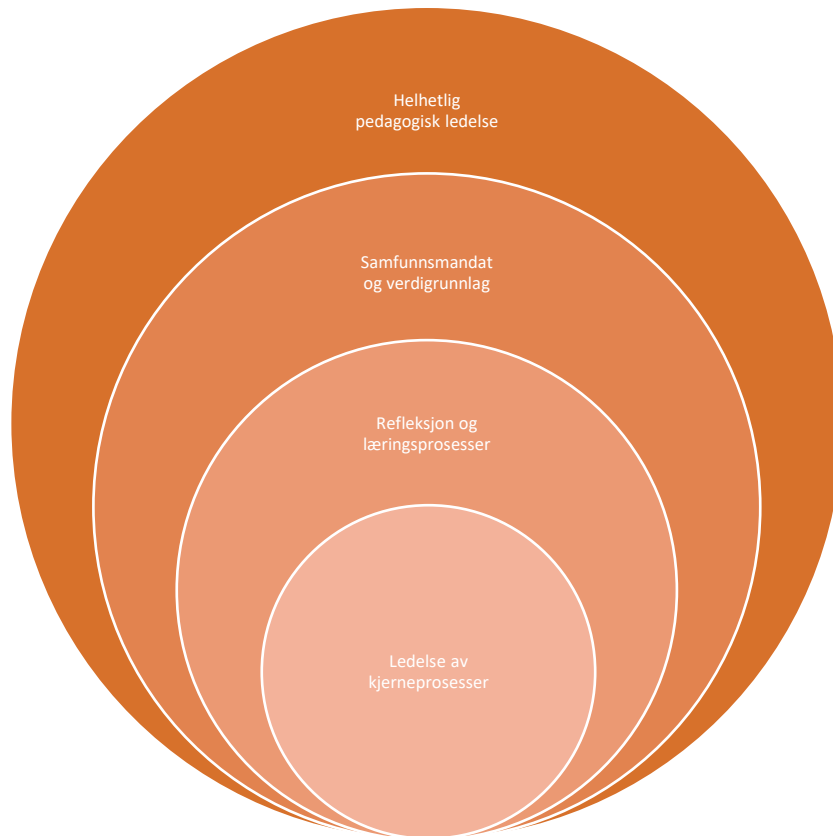 Helhetlig
pedagogisk ledelse
Samfunnsmandat
og verdigrunnlag
Refleksjon og
læringsprosesser
Ledelse av
kjerneprosesser